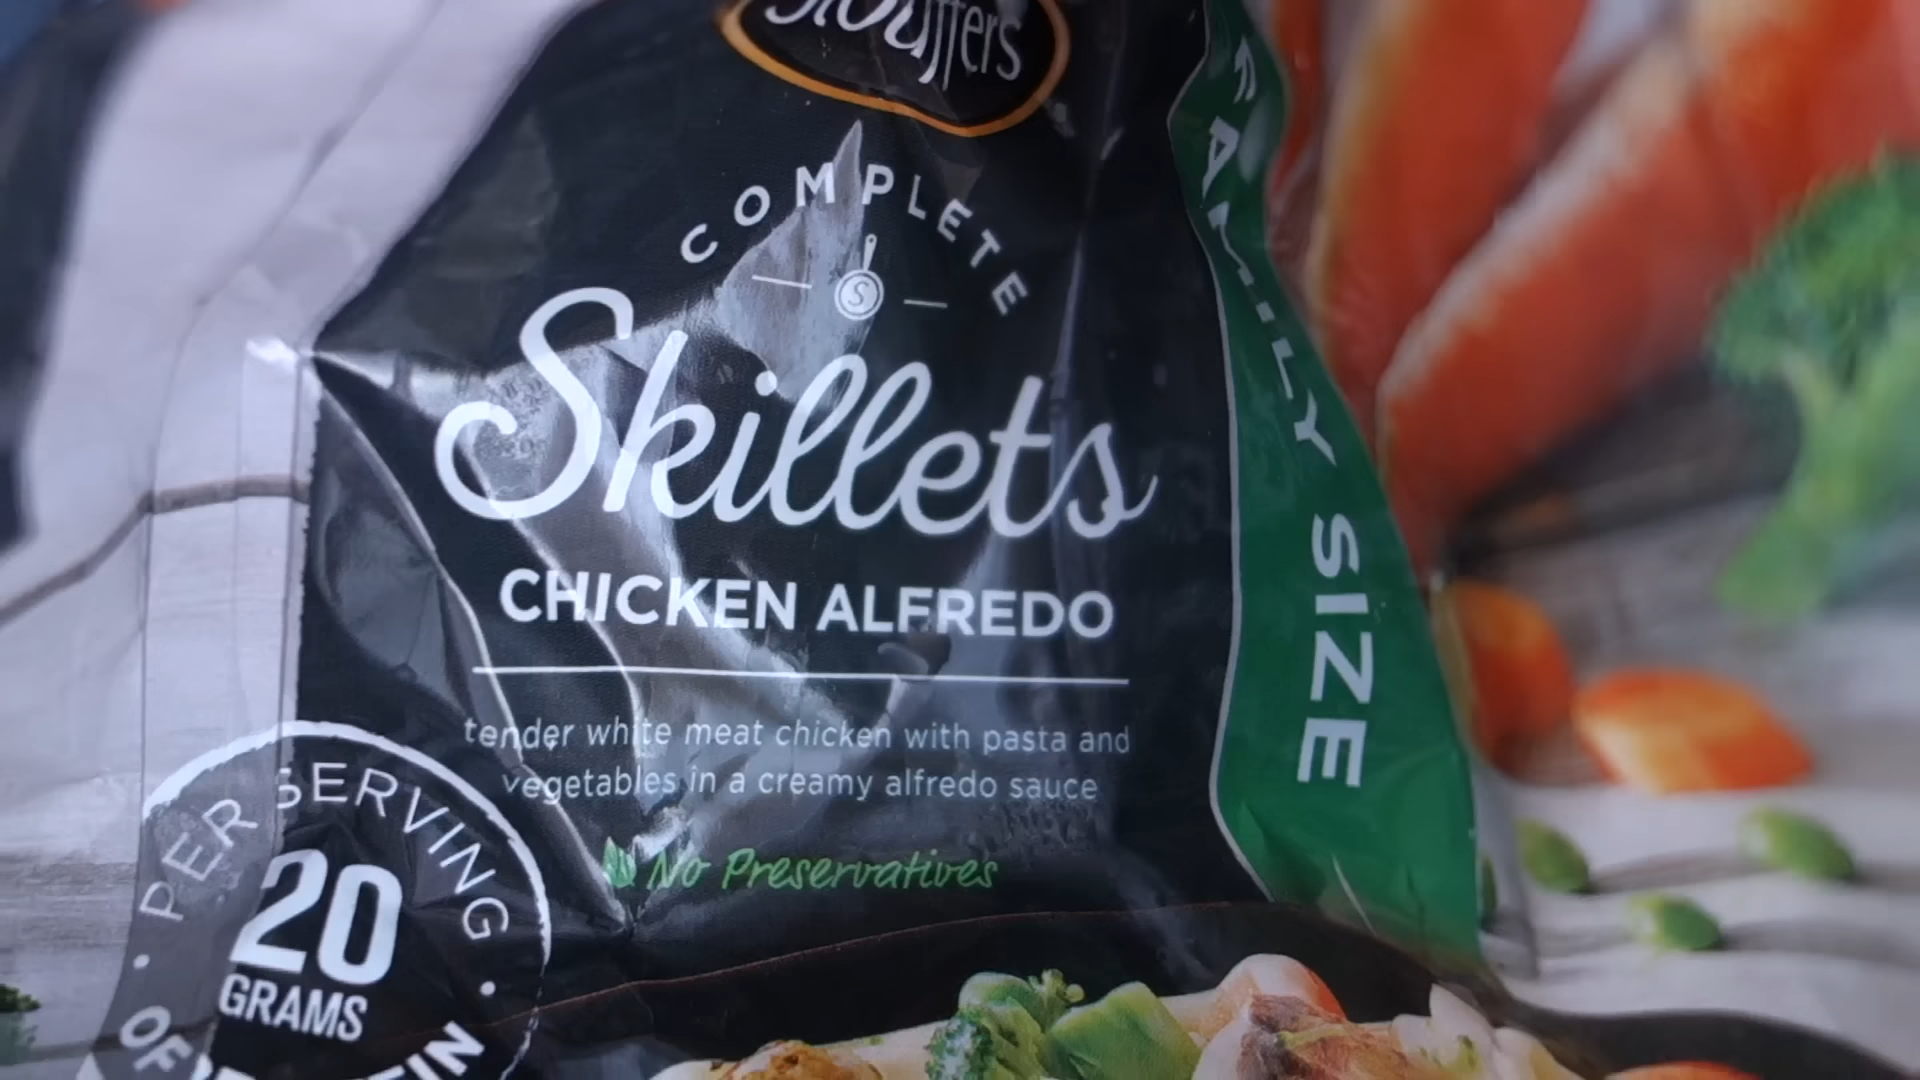 Stouffers
COMPLETE
S
Skillets
CHICKEN ALFREDO
tender white meat chicken with pasta and
vegetables in a creamy alfredo sauce
No Preservatives
FAMILY SIZE
PER SERVING
20
GRAMS
OF